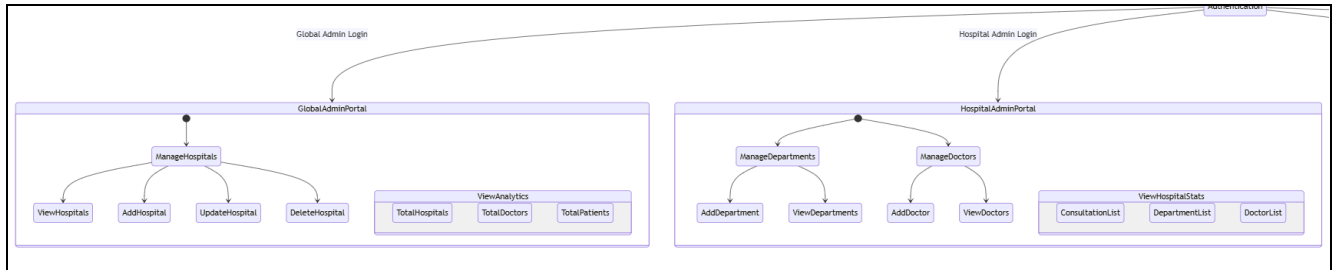 Authentication
Global Admin Login
Hospital Admin Login
GlobalAdminPortal
HospitalAdminPortal
ManageHospitals
ManageDepartments
ManageDoctors
ViewAnalytics
ViewHospitalStats
ViewHospitals
AddHospital
UpdateHospital
DeleteHospital
TotalHospitals
TotalDoctors
TotalPatients
AddDepartment
ViewDepartments
AddDoctor
ViewDoctors
ConsultationList
DepartmentList
DoctorList